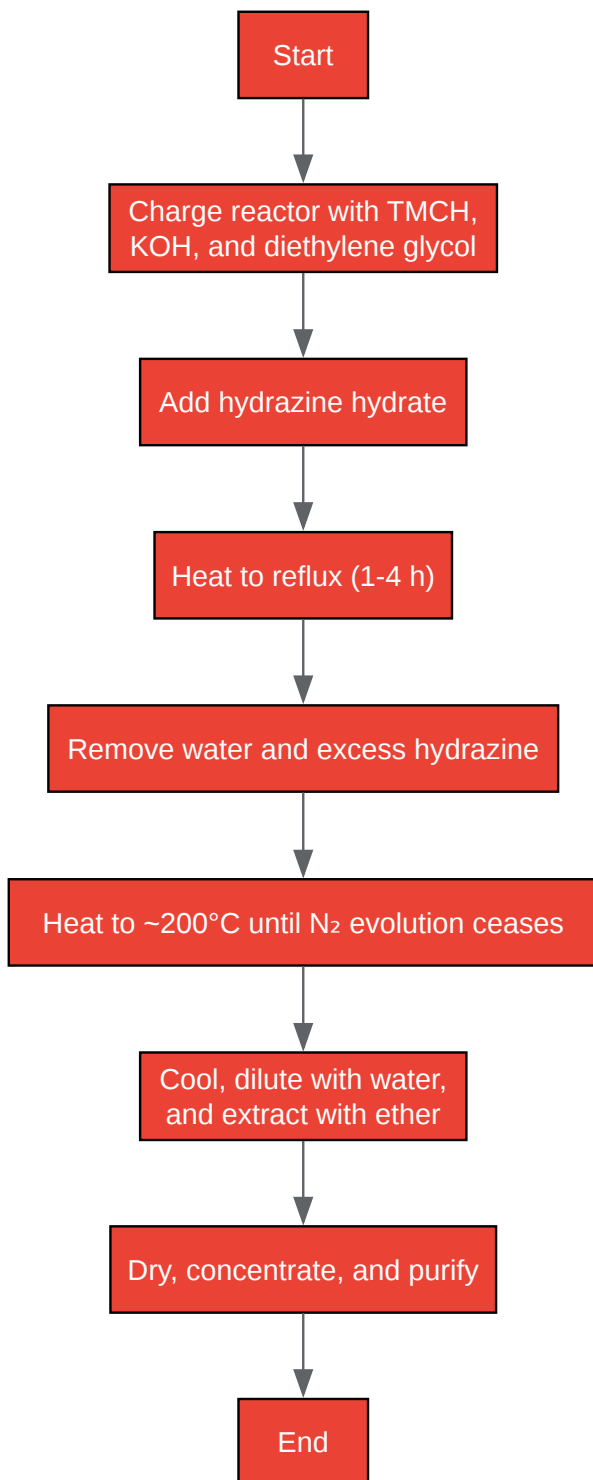 Start
Charge reactor with TMCH,
KOH, and diethylene glycol
Add hydrazine hydrate
Heat to reflux (1-4 h)
Remove water and excess hydrazine
Heat to ~200°C until N₂ evolution ceases
Cool, dilute with water,
and extract with ether
Dry, concentrate, and purify
End